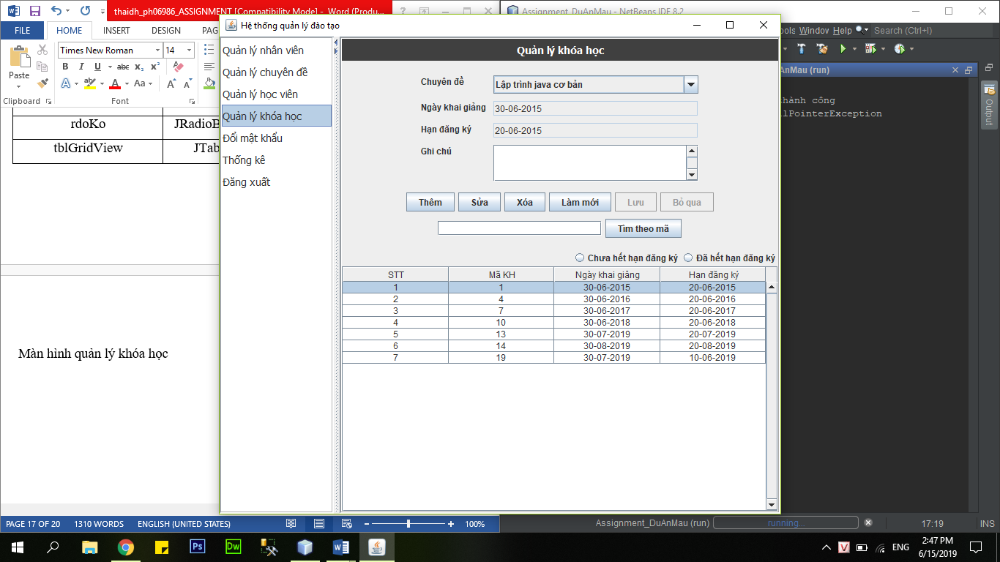 thaidh_ph06986_ASSIGNMENT [Compatibility Mode] - Word (Produ...
Assignment_DuAnMau - NetBeans IDE 8.2
FILE HOME INSERT DESIGN PAG
Times New Roman 14
Paste
B I U abc x₂ x²
A Aa A A
Clipboard Font
rdoKo JRadioB
tblGridView JTab
Màn hình quản lý khóa học
PAGE 17 OF 20 1310 WORDS ENGLISH (UNITED STATES) 100%
Hệ thống quản lý đào tạo
Quản lý nhân viên
Quản lý chuyên đề
Quản lý học viên
Quản lý khóa học
Đổi mật khẩu
Thống kê
Đăng xuất
Quản lý khóa học
Chuyên đề Lập trình java cơ bản
Ngày khai giảng 30-06-2015
Hạn đăng ký 20-06-2015
Ghi chú
Thêm Sửa Xóa Làm mới Lưu Bỏ qua
Tìm theo mã
Chưa hết hạn đăng ký Đã hết hạn đăng ký
STT Mã KH Ngày khai giảng Hạn đăng ký
1 1 30-06-2015 20-06-2015
2 4 30-06-2016 20-06-2016
3 7 30-06-2017 20-06-2017
4 10 30-06-2018 20-06-2018
5 13 30-07-2019 20-07-2019
6 14 30-08-2019 20-08-2019
7 19 30-07-2019 10-06-2019
ools Window Help Search (Ctrl+I)
AnMau (run)
thành công
llPointerException
Output
Assignment_DuAnMau (run) running... 17:19 INS
Ps Dw W V ENG 2:47 PM
6/15/2019